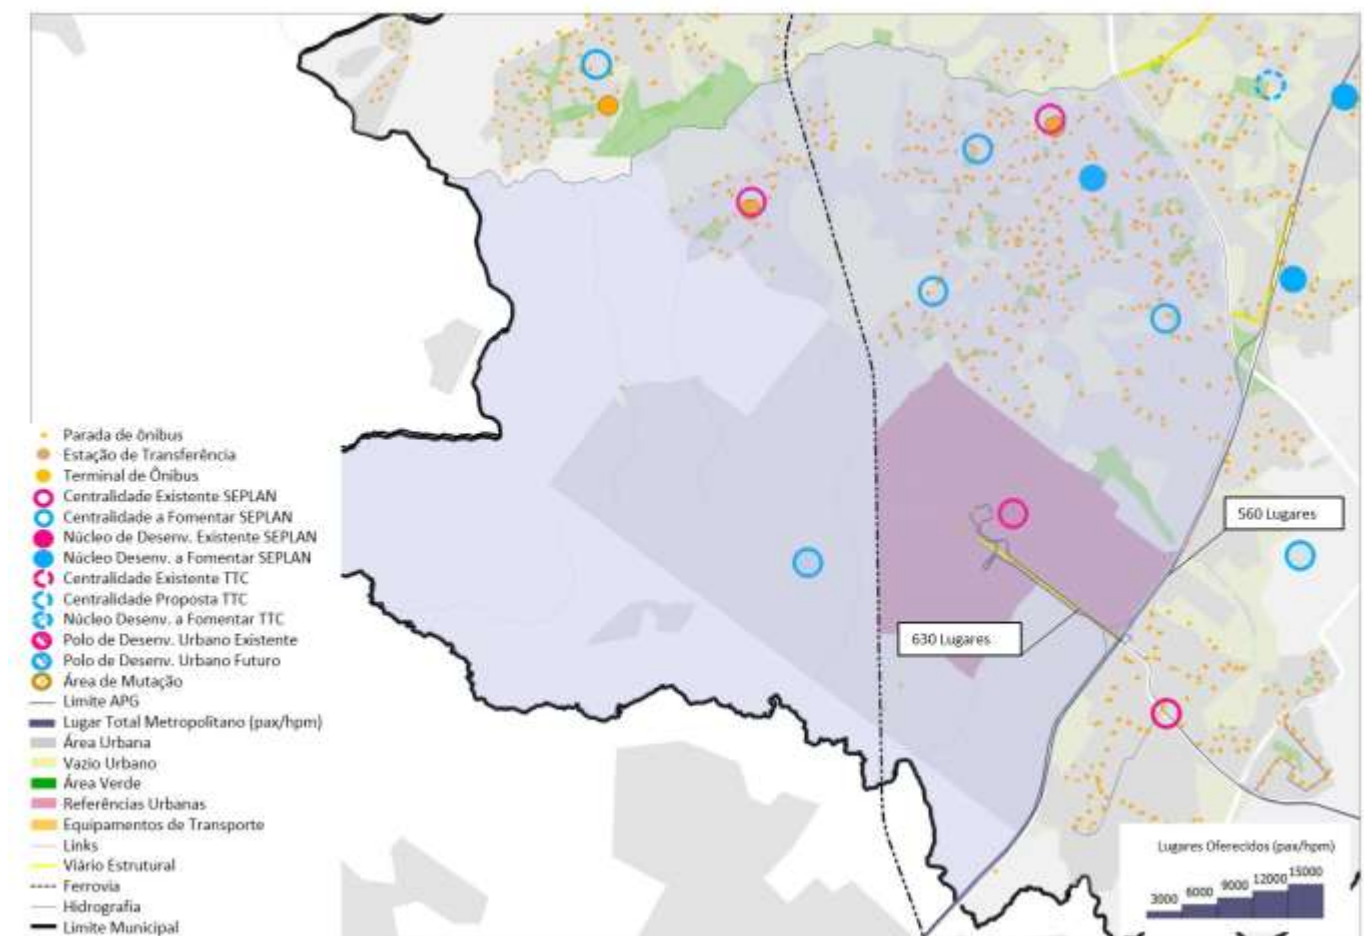 Parada de ônibus
Estação de Transferência
Terminal de Ônibus
Centralidade Existente SEPLAN
Centralidade a Fomentar SEPLAN
Núcleo de Desenv. Existente SEPLAN
Núcleo Desenv. a Fomentar SEPLAN
Centralidade Existente TTC
Centralidade Proposta TTC
Núcleo Desenv. a Fomentar TTC
Polo de Desenv. Urbano Existente
Polo de Desenv. Urbano Futuro
Área de Mutação
Limite APG
Lugar Total Metropolitano (pax/hpm)
Área Urbana
Vazio Urbano
Área Verde
Referências Urbanas
Equipamentos de Transporte
Links
Viário Estrutural
Ferrovia
Hidrografia
Limite Municipal
560 Lugares
630 Lugares
Lugares Oferecidos (pax/hpm)
3000 6000 9000 12000 15000